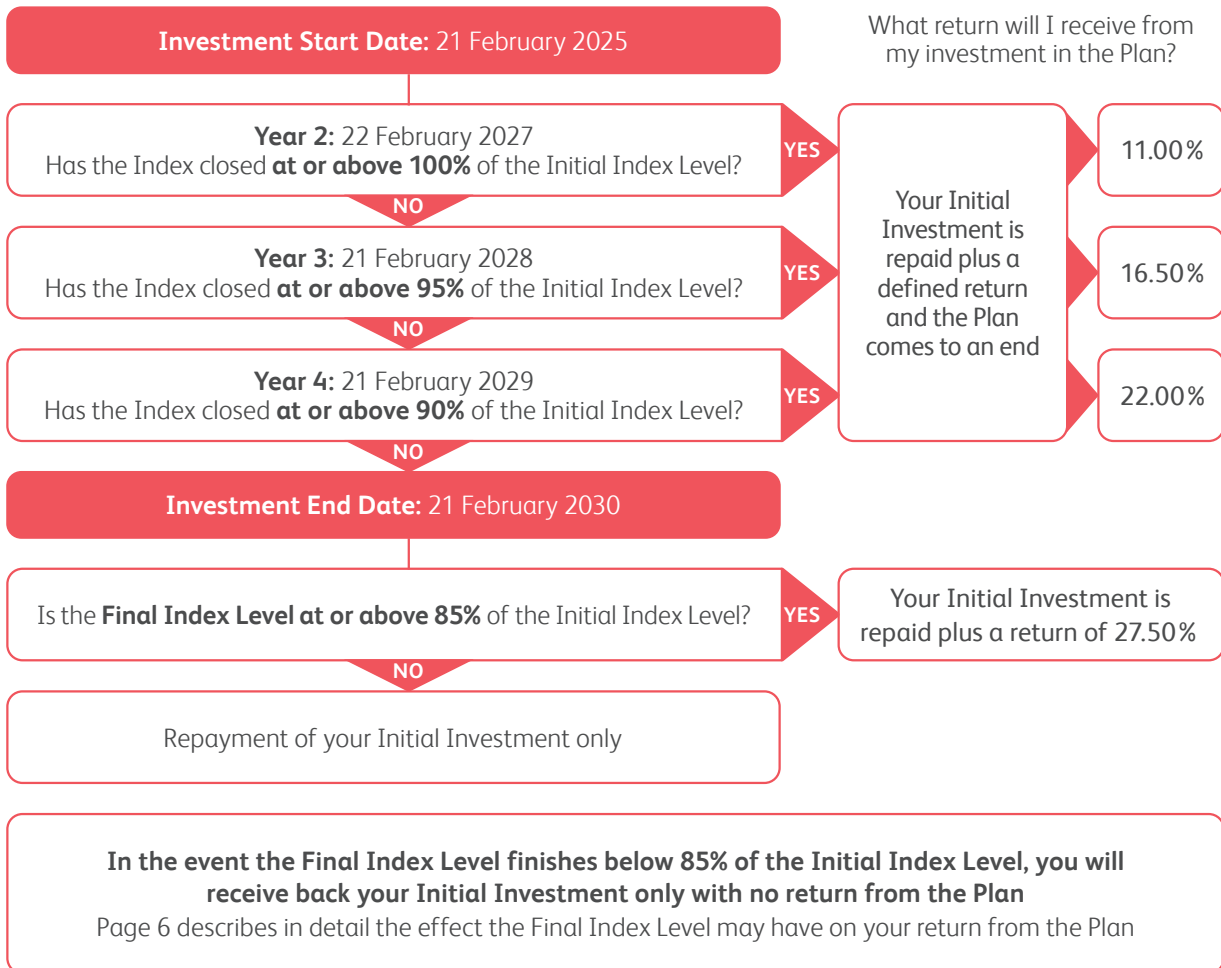 Investment Start Date: 21 February 2025
What return will I receive from
my investment in the Plan?
Year 2: 22 February 2027
Has the Index closed at or above 100% of the Initial Index Level?
YES
NO
Year 3: 21 February 2028
Has the Index closed at or above 95% of the Initial Index Level?
YES
NO
Year 4: 21 February 2029
Has the Index closed at or above 90% of the Initial Index Level?
YES
NO
Your Initial
Investment is
repaid plus a
defined return
and the Plan
comes to an end
11.00%
16.50%
22.00%
Investment End Date: 21 February 2030
Is the Final Index Level at or above 85% of the Initial Index Level?
YES
Your Initial Investment is
repaid plus a return of 27.50%
NO
Repayment of your Initial Investment only
In the event the Final Index Level finishes below 85% of the Initial Index Level, you will
receive back your Initial Investment only with no return from the Plan
Page 6 describes in detail the effect the Final Index Level may have on your return from the Plan